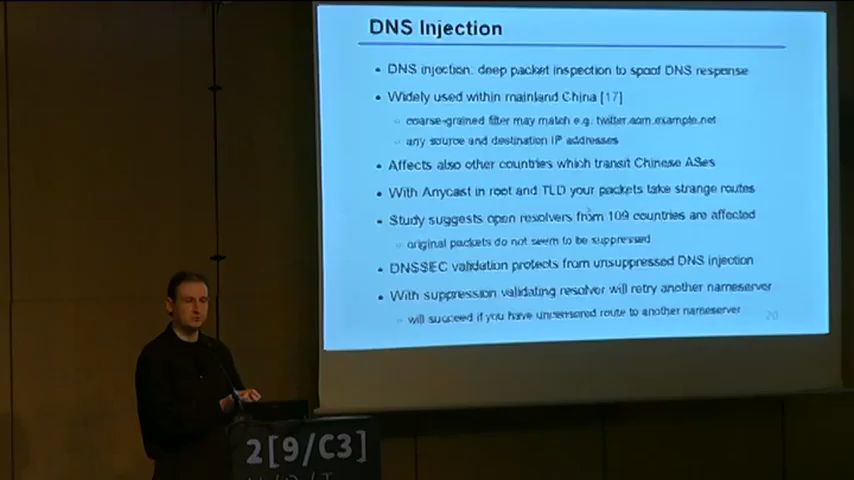 DNS Injection
• DNS injection: deep packet inspection to spoof DNS response
• Widely used within mainland China [17]
○ coarse-grained filter may match e.g. twitter.com.example.net
○ any source and destination IP addresses
• Affects also other countries which transit Chinese ASes
• With Anycast in root and TLD your packets take strange routes
• Study suggests open resolvers from 109 countries are affected
○ original packets do not seem to be suppressed
• DNSSEC validation protects from unsuppressed DNS injection
• With suppression validating resolver will retry another nameserver
○ will succeed if you have uncensored route to another nameserver
20
2[9/C3]